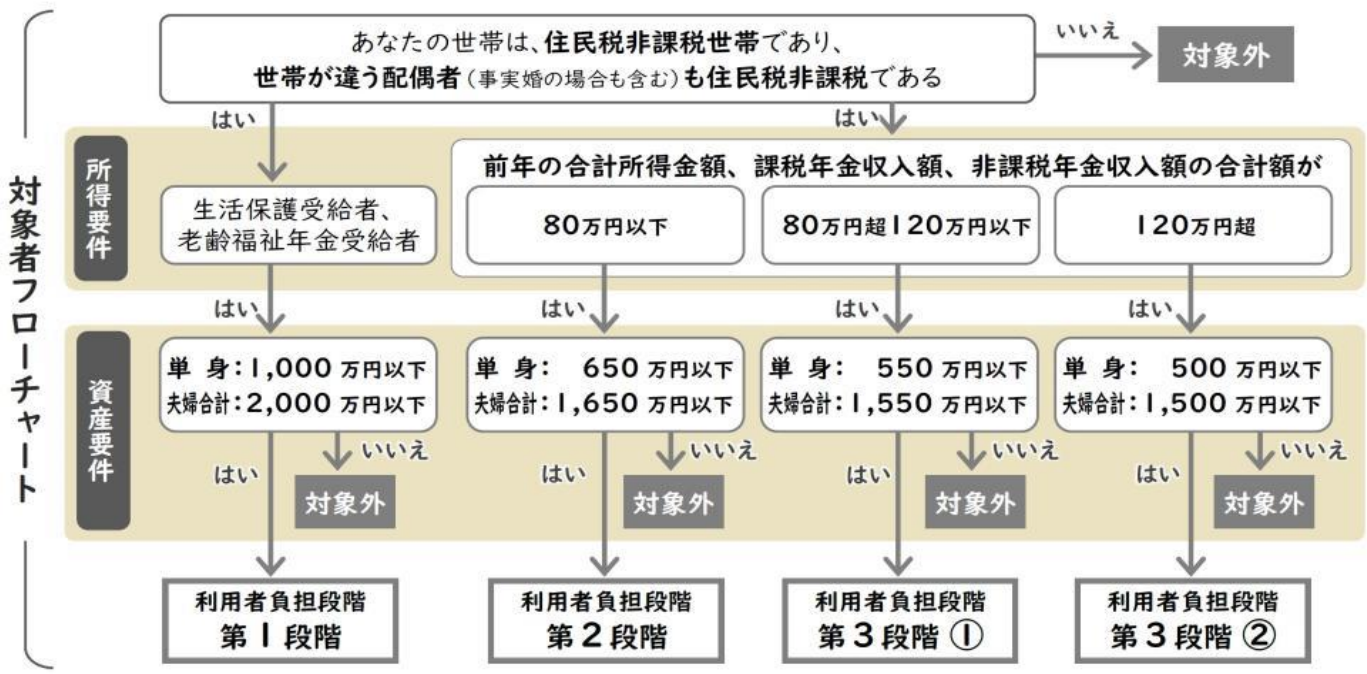 対象者フローチャート
あなたの世帯は、住民税非課税世帯であり、
世帯が違う配偶者(事実婚の場合も含む)も住民税非課税である
いいえ
対象外
はい
はい
所得要件
生活保護受給者、
老齢福祉年金受給者
前年の合計所得金額、課税年金収入額、非課税年金収入額の合計額が
80万円以下
80万円超120万円以下
120万円超
はい
はい
はい
はい
資産要件
単 身:1,000 万円以下
夫婦合計:2,000 万円以下
単 身: 650 万円以下
夫婦合計:1,650 万円以下
単 身: 550 万円以下
夫婦合計:1,550 万円以下
単 身: 500 万円以下
夫婦合計:1,500 万円以下
はい
いいえ
対象外
はい
いいえ
対象外
はい
いいえ
対象外
はい
いいえ
対象外
利用者負担段階
第1段階
利用者負担段階
第2段階
利用者負担段階
第3段階 ①
利用者負担段階
第3段階 ②